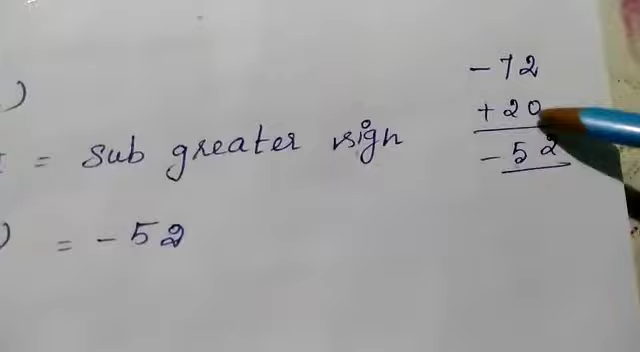 )
= sub greater sign
) = - 52
- 72
+ 20
- 52